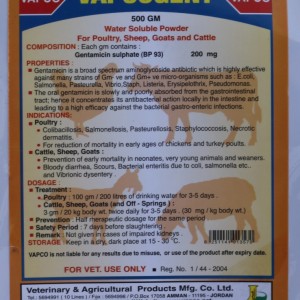 VAPCO VAPCOGENT VAPCO
500 GM
Water Soluble Powder
For Poultry, Sheep, Goats and Cattle
COMPOSITION : Each gm contains :
Gentamicin sulphate (BP 93) 200 mg
PROPERTIES :
Gentamicin is a broad spectrum aminoglycoside antibiotic which is highly effective
against many strains of Grm- ve and Grm+ve micro-organisms such as : E.coli,
Salmonella, Pasteurella, Vibrio, Staph, Leteria, Erysipelothrix, Pseudomonas.
The oral gentamicin is slowly and poorly absorbed from the gastrointestinal
tract; hence it concentrates its antibacterial action locally in the intestine and
leading to a high activity against the bacterial gastro-enteric infections.
INDICATIONS :
• Poultry :
- Colibacillosis, Salmonellosis, Pasteurellosis, Staphylococcosis, Necrotic
dermatitis.
- For reduction of mortality in early ages of chickens and turkey poults.
• Cattle, Sheep, Goats :
- Prevention of early mortality in neonates, very young animals and weaners.
- Bloody diarrhea, Scours, Bacterial enteritis due to coli, salmonella etc...
and Vibrionic dysentery.
DOSAGE :
• Treatment :
• Poultry : 100 gm / 200 litres of drinking water for 3-5 days .
• Cattle, Sheep, Goats (and Off - Springs ) :
3 gm / 20 kg body wt. twice daily for 3-5 days. (30 mg / kg body wt.)
• Prevention : Half therapeutic dosage for the same period.
• Safety Period : 7 days before slaughtering .
• Remark : Not given in cases of impaired kidneys .
STORAGE : - Keep in a dry, dark place at 15 - 30 °C.
VAPCO is not liable for any deaths due to misuse, or use of the product after expiry date.
FOR VET. USE ONLY • Reg. No. 1 / 44 - 2004
Veterinary & Agricultural Products Mfg. Co. Ltd.
P.O.Box 17058 AMMAN - 11195 - JORDAN